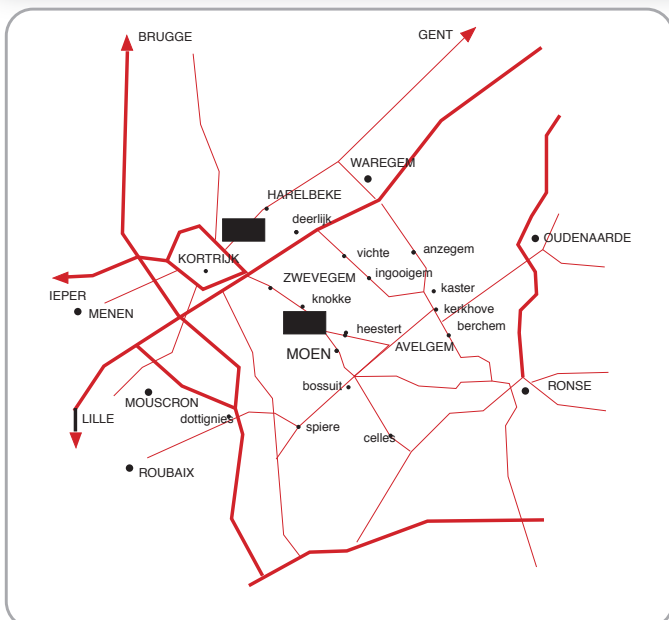 BRUGGE
GENT
WAREGEM
HARELBEKE
deerlijk
OUDENAARDE
anzegem
vichte
KORTRIJK
ingooigem
ZWEVEGEM
kaster
IEPER
knokke
kerkhove
MENEN
berchem
heestert
AVELGEM
MOEN
bossuit
RONSE
MOUSCRON
LILLE
dottignies
spiere
celles
ROUBAIX